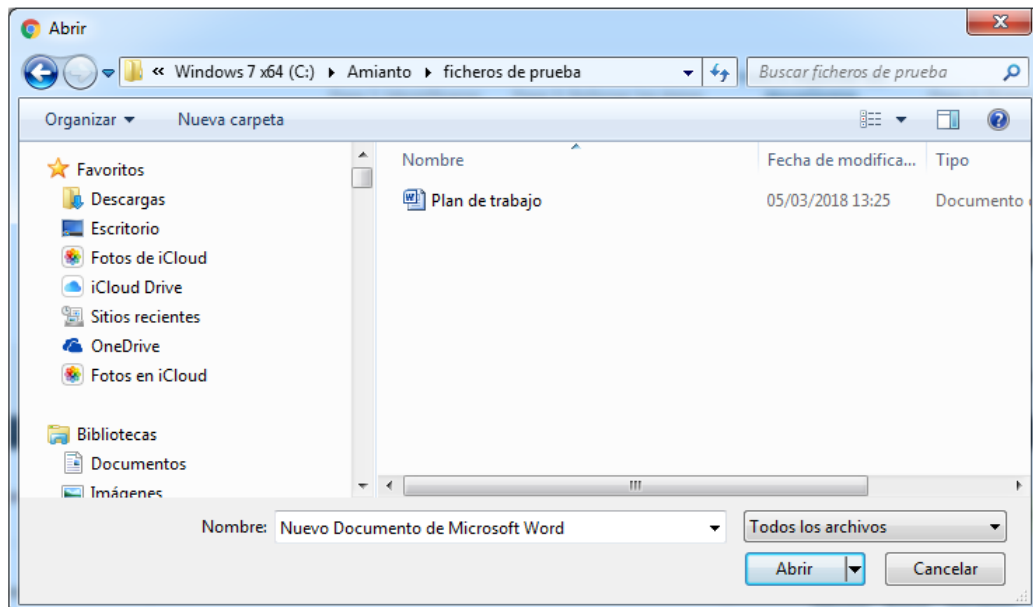 Abrir
« Windows 7 x64 (C:) ▸ Amianto ▸ ficheros de prueba
Buscar ficheros de prueba
Organizar Nueva carpeta
Favoritos
Descargas
Escritorio
Fotos de iCloud
iCloud Drive
Sitios recientes
OneDrive
Fotos en iCloud
Bibliotecas
Documentos
Imágenes
Nombre Fecha de modifica... Tipo
Plan de trabajo 05/03/2018 13:25 Documento
Nombre: Nuevo Documento de Microsoft Word Todos los archivos
Abrir Cancelar